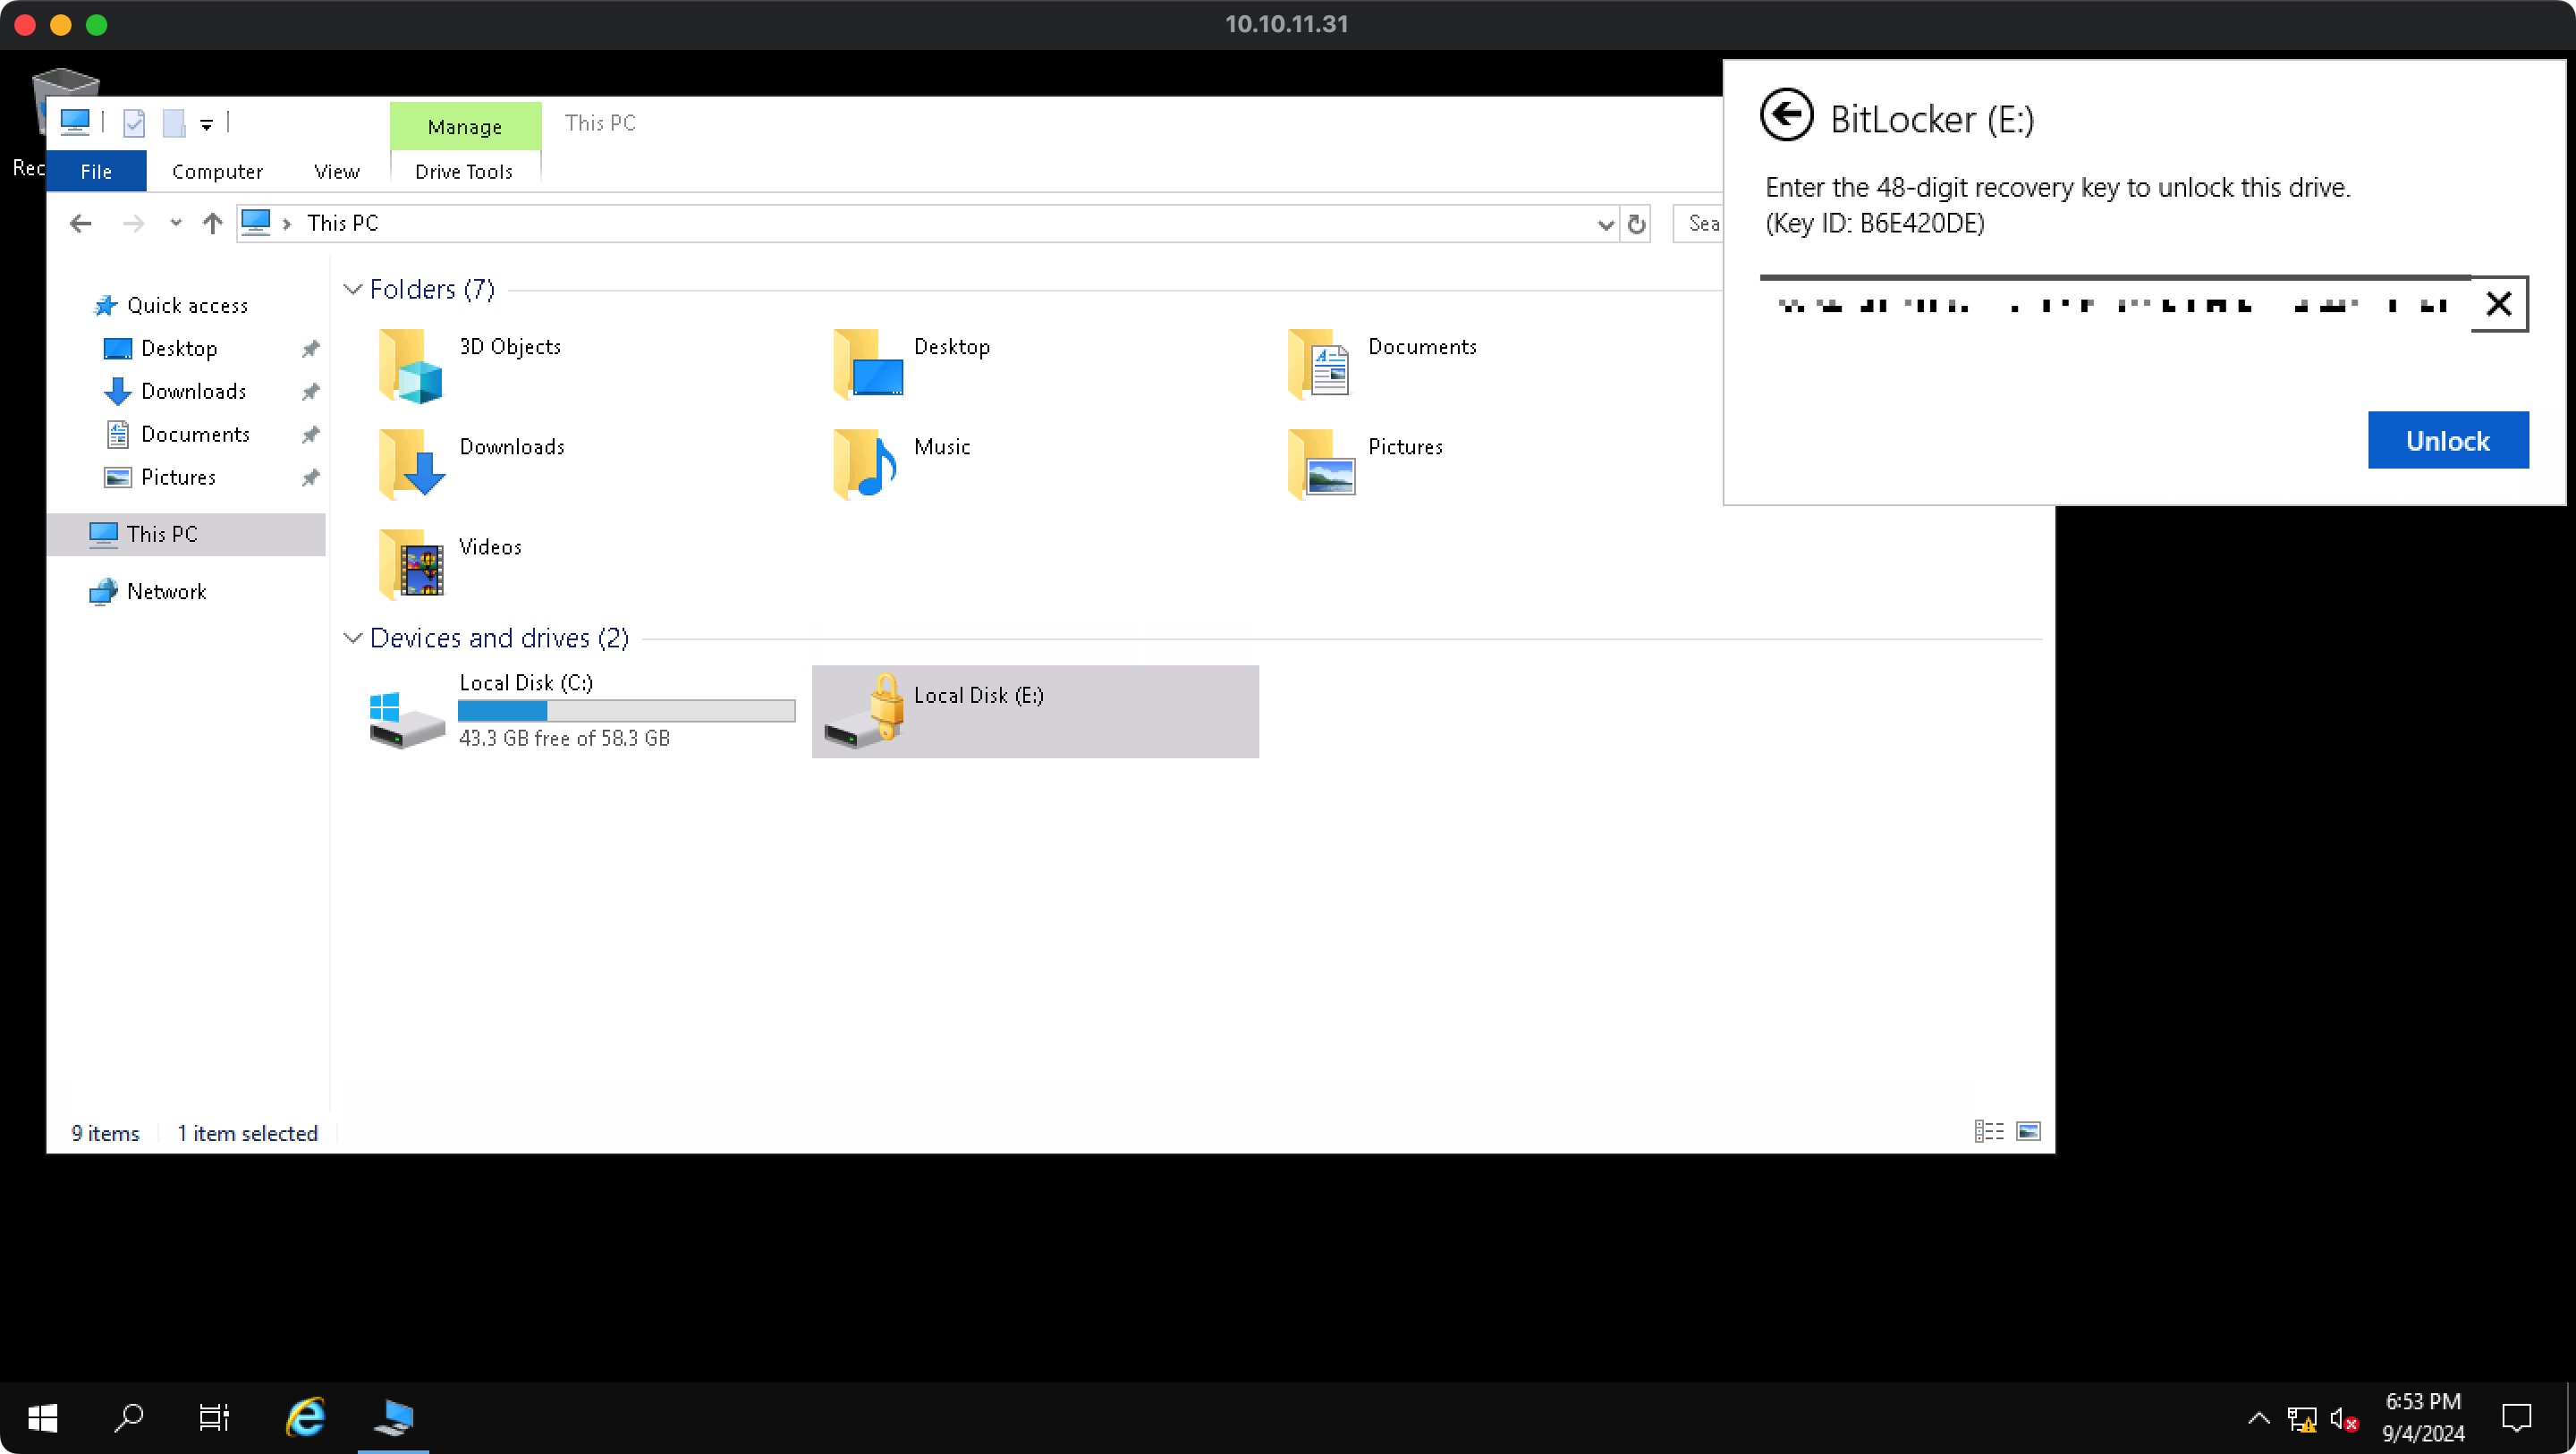 10.10.11.31
Rec
Manage
This PC
File
Computer
View
Drive Tools
This PC
Sea
BitLocker (E:)
Enter the 48-digit recovery key to unlock this drive.
(Key ID: B6E420DE)
Unlock
Quick access
Desktop
Downloads
Documents
Pictures
This PC
Network
Folders (7)
3D Objects
Desktop
Documents
Downloads
Music
Pictures
Videos
Devices and drives (2)
Local Disk (C:)
43.3 GB free of 58.3 GB
Local Disk (E:)
9 items
1 item selected
6:53 PM
9/4/2024